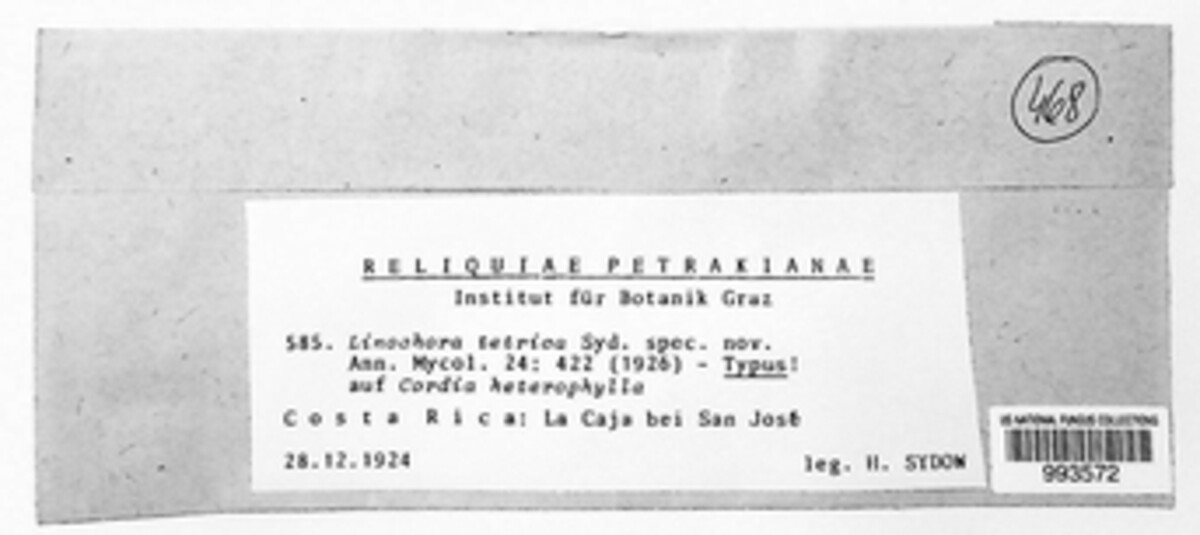 468
RELIQUIAE PETRAKIANAE
Institut für Botanik Graz
585. Linochora tetrica Syd. spec. nov.
Ann. Mycol. 24: 422 (1926) - Typus!
auf Cordia heterophylla
Costa Rica: La Caja bei San José
28.12.1924 leg. H. SYDOW
US NATIONAL FUNGUS COLLECTIONS
993572